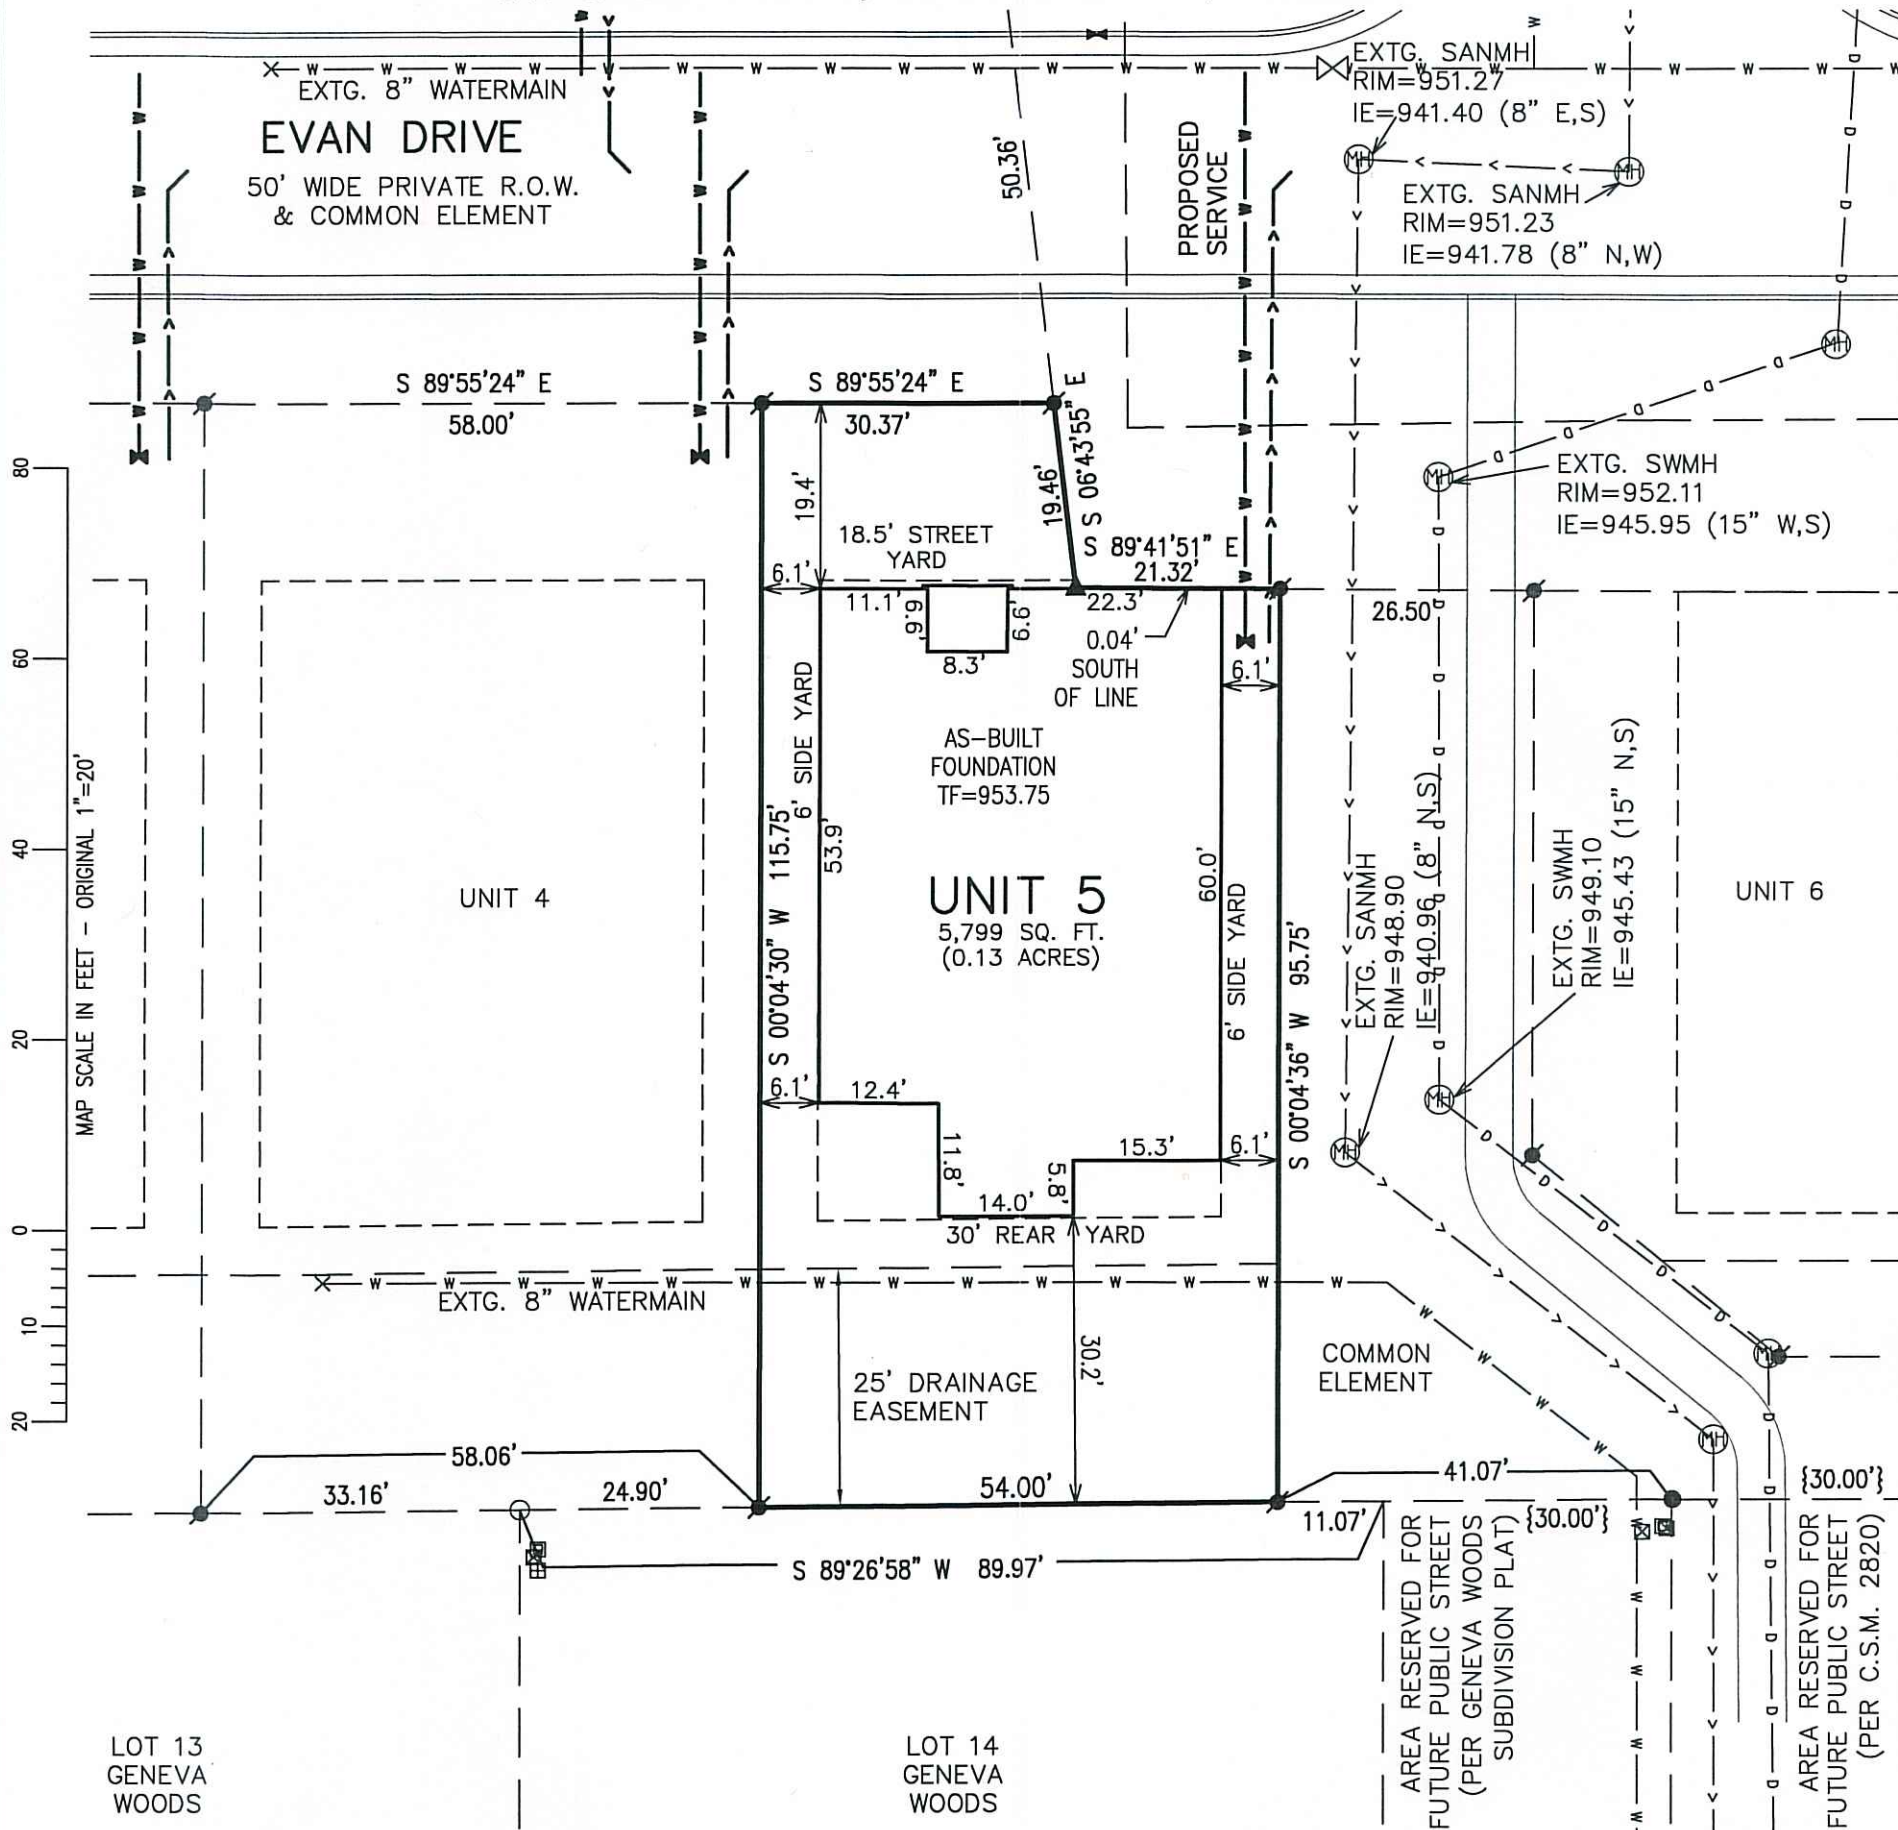 EXTG. SANMH
RIM=951.27
IE=941.40 (8" E,S)
EXTG. 8" WATERMAIN
EVAN DRIVE
50' WIDE PRIVATE R.O.W.
& COMMON ELEMENT
50.36'
PROPOSED
SERVICE
EXTG. SANMH
RIM=951.23
IE=941.78 (8" N,W)
S 89°55'24" E
58.00'
S 89°55'24" E
30.37'
S 06°43'55" E
19.46'
19.4'
18.5' STREET
YARD
S 89°41'51" E
21.32'
EXTG. SWMH
RIM=952.11
IE=945.95 (15" W,S)
6.1'
11.1'
6.6'
8.3'
6.9'
22.3'
0.04'
SOUTH
OF LINE
26.50'
6.1'
80
60
40
20
0
10
20
MAP SCALE IN FEET - ORIGINAL 1"=20'
UNIT 4
S 00°04'30" W 115.75'
6' SIDE YARD
53.9'
AS-BUILT
FOUNDATION
TF=953.75
UNIT 5
5,799 SQ. FT.
(0.13 ACRES)
60.0'
6' SIDE YARD
S 00°04'36" W 95.75'
EXTG. SANMH
RIM=948.90
IE=940.96 (8" N,S)
EXTG. SWMH
RIM=949.10
IE=945.43 (15" N,S)
UNIT 6
6.1'
12.4'
11.8'
14.0'
5.8'
15.3'
6.1'
30' REAR YARD
EXTG. 8" WATERMAIN
30.2'
25' DRAINAGE
EASEMENT
COMMON
ELEMENT
58.06'
33.16'
24.90'
54.00'
41.07'
11.07'
{30.00'}
{30.00'}
S 89°26'58" W 89.97'
AREA RESERVED FOR
FUTURE PUBLIC STREET
(PER GENEVA WOODS
SUBDIVISION PLAT)
AREA RESERVED FOR
FUTURE PUBLIC STREET
(PER C.S.M. 2820)
LOT 13
GENEVA
WOODS
LOT 14
GENEVA
WOODS